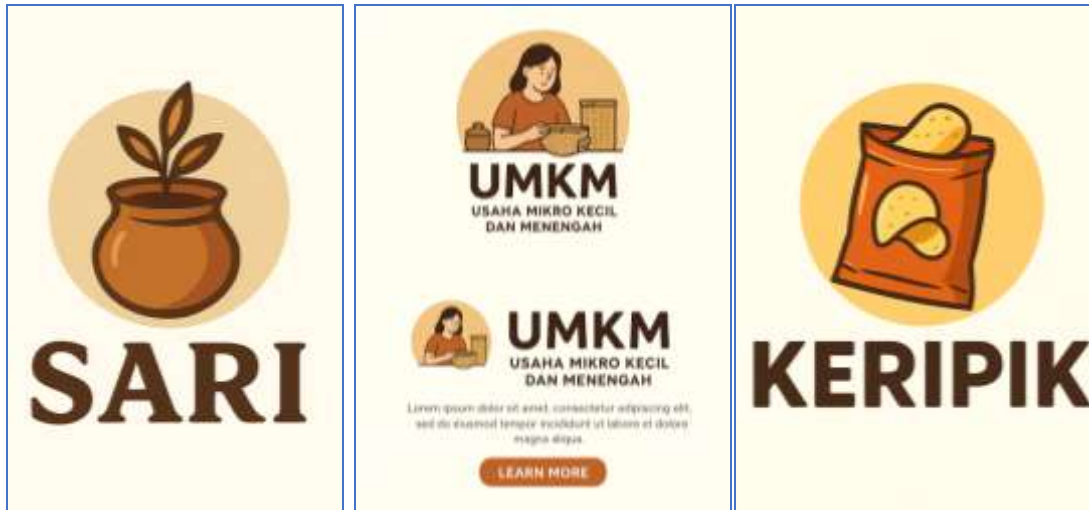 SARI
UMKM
USAHA MIKRO KECIL
DAN MENENGAH
UMKM
USAHA MIKRO KECIL
DAN MENENGAH
Lorem ipsum dolor sit amet, consectetur adipiscing elit,
sed do eiusmod tempor incididunt ut labore et dolore
magna aliqua.
LEARN MORE
KERIPIK